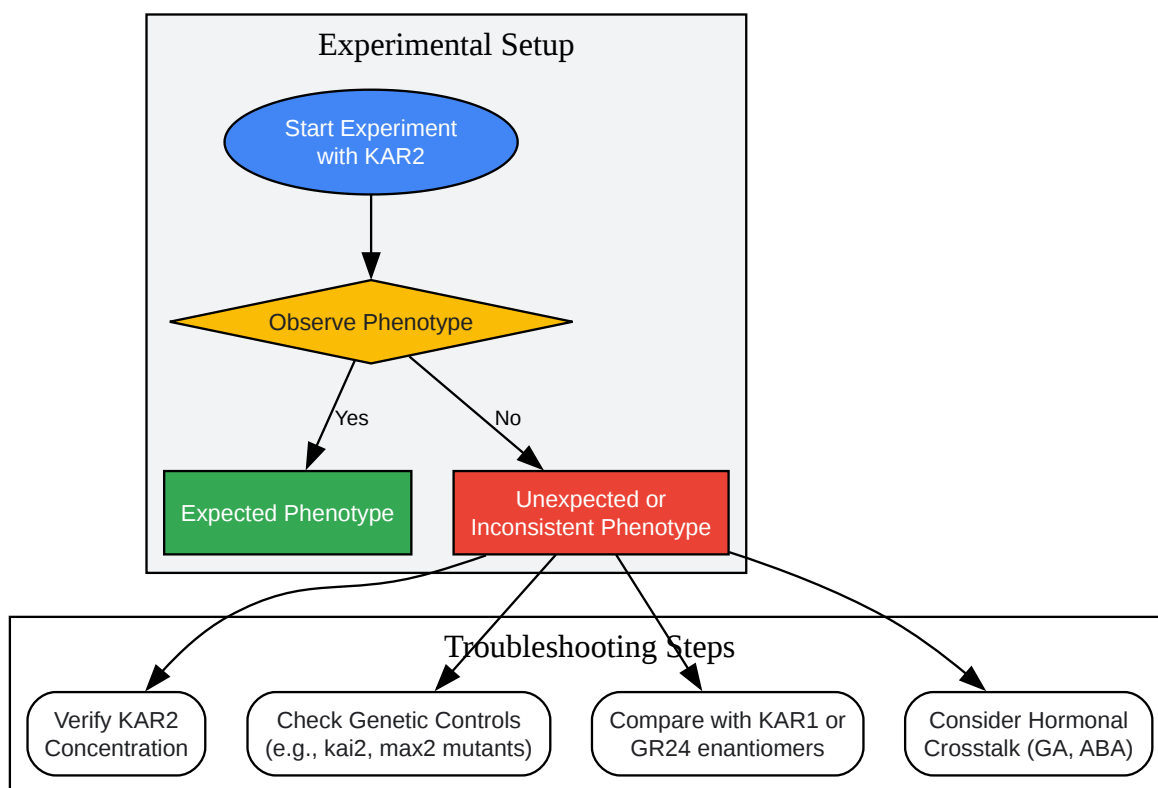 Experimental Setup
Start Experiment
with KAR2
Observe Phenotype
Yes
No
Expected Phenotype
Unexpected or
Inconsistent Phenotype
Troubleshooting Steps
Verify KAR2
Concentration
Check Genetic Controls
(e.g., kai2, max2 mutants)
Compare with KAR1 or
GR24 enantiomers
Consider Hormonal
Crosstalk (GA, ABA)